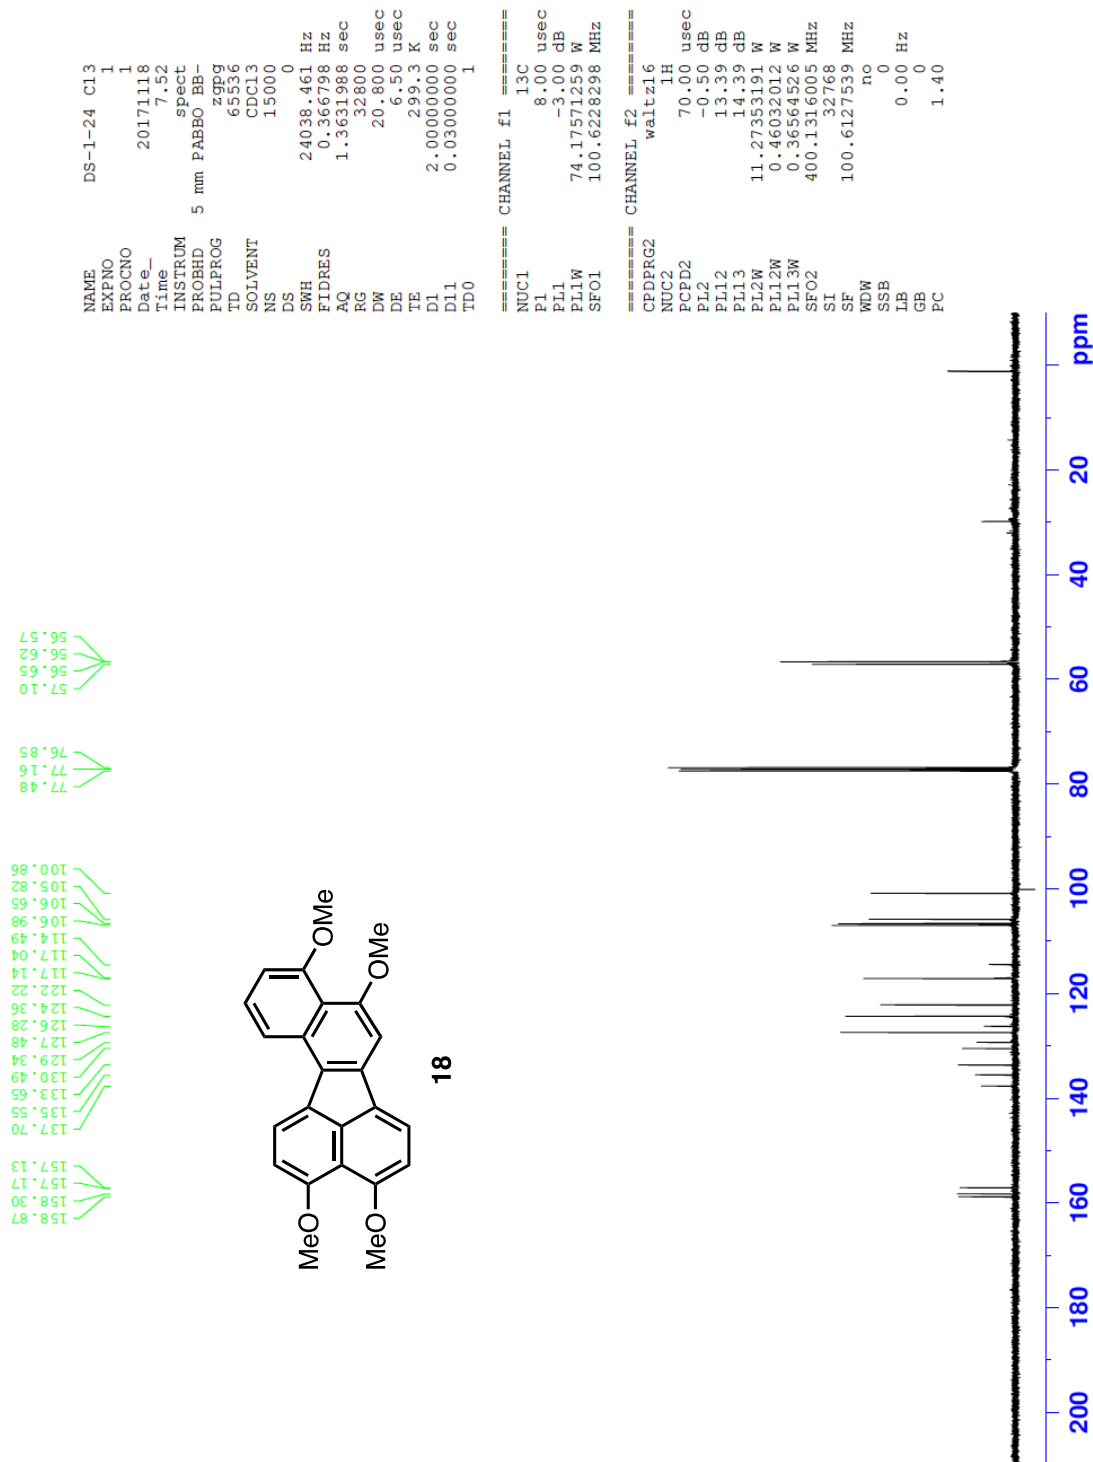 NAME DS-1-24 C13
EXPNO 1
PROCNO 1
Date_ 20171118
Time 7.52
INSTRUM spect
PROBHD 5 mm PABBO BB-
PULPROG zgpg
TD 65536
SOLVENT CDCl3
NS 15000
DS 0
SWH 24038.461 Hz
FIDRES 0.366798 Hz
AQ 1.3631988 sec
RG 32800
DW 20.800 usec
DE 6.50 usec
TE 299.3 K
D1 2.00000000 sec
D11 0.03000000 sec
TD0 1
======== CHANNEL f1 ========
NUC1 13C
P1 8.00 usec
PL1 -3.00 dB
PL1W 74.17571259 W
SFO1 100.6228298 MHz
======== CHANNEL f2 ========
CPDPRG2 waltz16
NUC2 1H
PCPD2 70.00 usec
PL2 -0.50 dB
PL12 13.39 dB
PL13 14.39 dB
PL2W 11.27353191 W
PL12W 0.46032012 W
PL13W 0.36564526 W
SFO2 400.1316005 MHz
SI 32768
SF 100.6127539 MHz
WDW no
SSB 0
LB 0.00 Hz
GB 0
PC 1.40
158.87
158.30
157.17
157.13
137.70
135.55
133.65
130.49
129.34
127.48
126.28
124.36
122.22
117.14
117.04
114.49
106.98
106.65
105.82
100.86
77.48
77.16
76.85
57.10
56.65
56.62
56.57
MeO
MeO
OMe
OMe
18
200 180 160 140 120 100 80 60 40 20 ppm